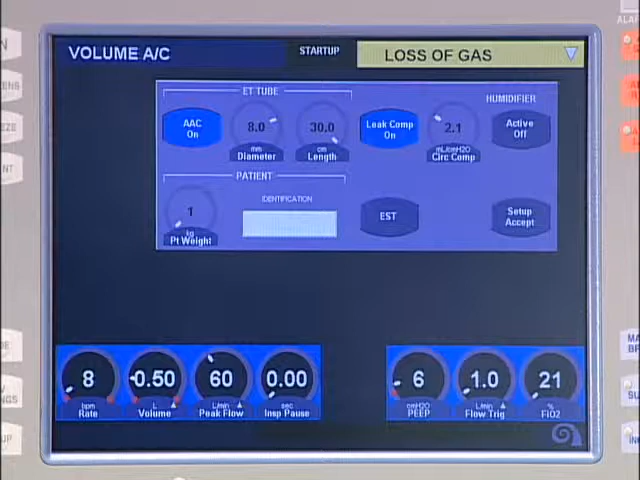 VOLUME A/C
STARTUP
LOSS OF GAS
ET TUBE
HUMIDIFIER
AAC
On
8.0
mm
Diameter
30.0
cm
Length
Leak Comp
On
2.1
mL/cmH2O
Circ Comp
Active
Off
PATIENT
1
kg
Pt Weight
IDENTIFICATION
EST
Setup
Accept
8
bpm
Rate
0.50
L
Volume
60
L/min
Peak Flow
0.00
sec
Insp Pause
6
cmH2O
PEEP
1.0
L/min
Flow Trig
21
%
FIO2